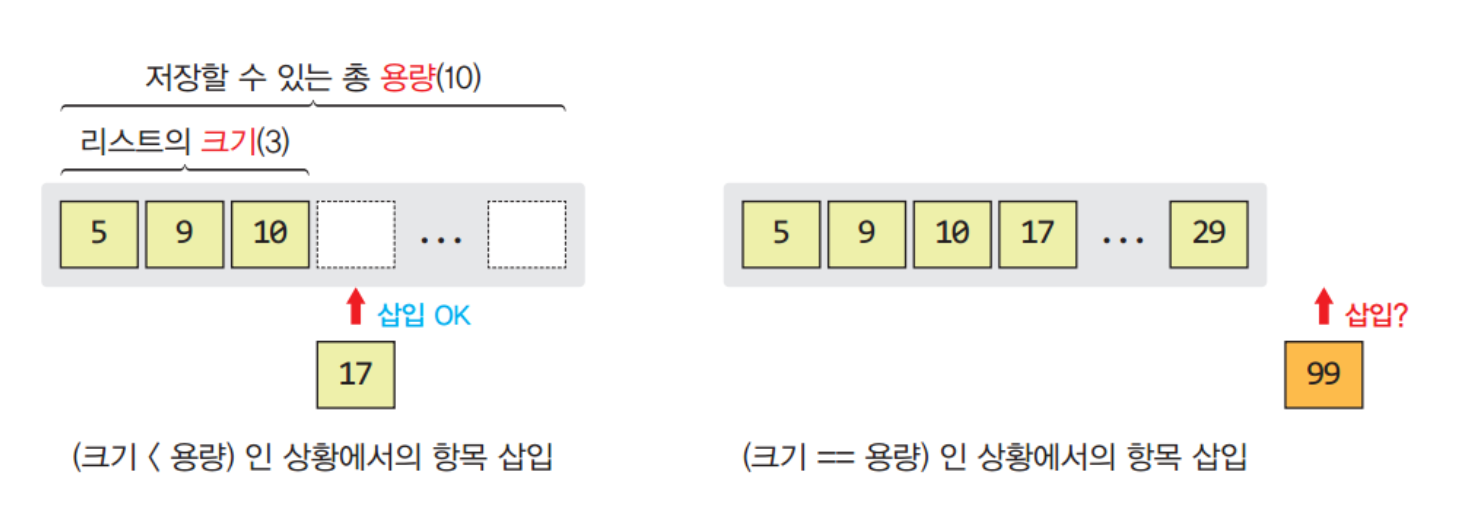 저장할 수 있는 총 용량(10)
리스트의 크기(3)
5 9 10 ...
삽입 OK
17
(크기 < 용량) 인 상황에서의 항목 삽입
5 9 10 17 ... 29
삽입?
99
(크기 == 용량) 인 상황에서의 항목 삽입